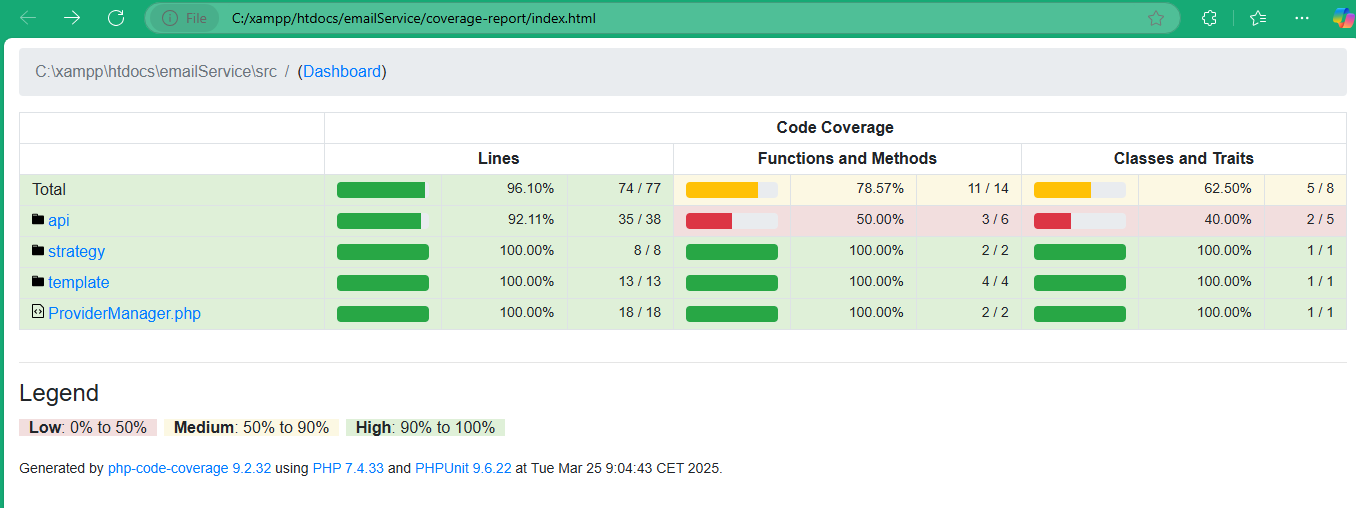 File C:/xampp/htdocs/emailService/coverage-report/index.html
C:\xampp\htdocs\emailService\src / (Dashboard)
Code Coverage
Lines Functions and Methods Classes and Traits
Total 96.10% 74 / 77 78.57% 11 / 14 62.50% 5 / 8
api 92.11% 35 / 38 50.00% 3 / 6 40.00% 2 / 5
strategy 100.00% 8 / 8 100.00% 2 / 2 100.00% 1 / 1
template 100.00% 13 / 13 100.00% 4 / 4 100.00% 1 / 1
ProviderManager.php 100.00% 18 / 18 100.00% 2 / 2 100.00% 1 / 1
Legend
Low: 0% to 50% Medium: 50% to 90% High: 90% to 100%
Generated by php-code-coverage 9.2.32 using PHP 7.4.33 and PHPUnit 9.6.22 at Tue Mar 25 9:04:43 CET 2025.